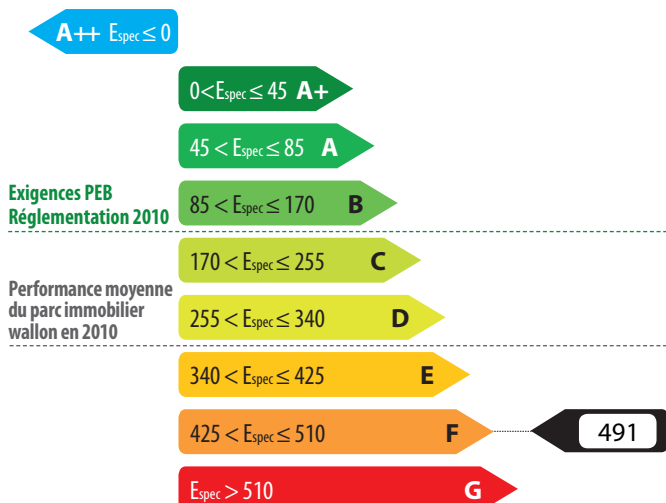 A++ Espec ≤ 0
0<Espec ≤ 45 A+
45 < Espec ≤ 85 A
Exigences PEB
Réglementation 2010
85 < Espec ≤ 170 B
170 < Espec ≤ 255 C
Performance moyenne
du parc immobilier
wallon en 2010
255 < Espec ≤ 340 D
340 < Espec ≤ 425 E
425 < Espec ≤ 510 F
491
Espec > 510 G